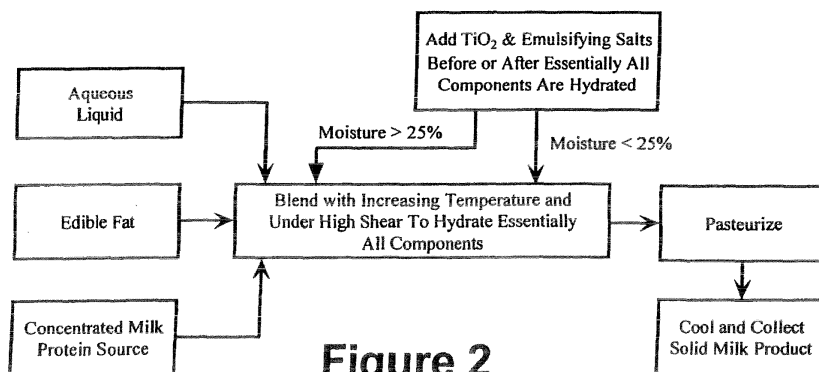 Add TiO₂ & Emulsifying Salts
Before or After Essentially All
Components Are Hydrated
Aqueous
Liquid
Moisture > 25%
Moisture < 25%
Edible Fat
Blend with Increasing Temperature and
Under High Shear To Hydrate Essentially
All Components
Pasteurize
Concentrated Milk
Protein Source
Cool and Collect
Solid Milk Product
Figure 2